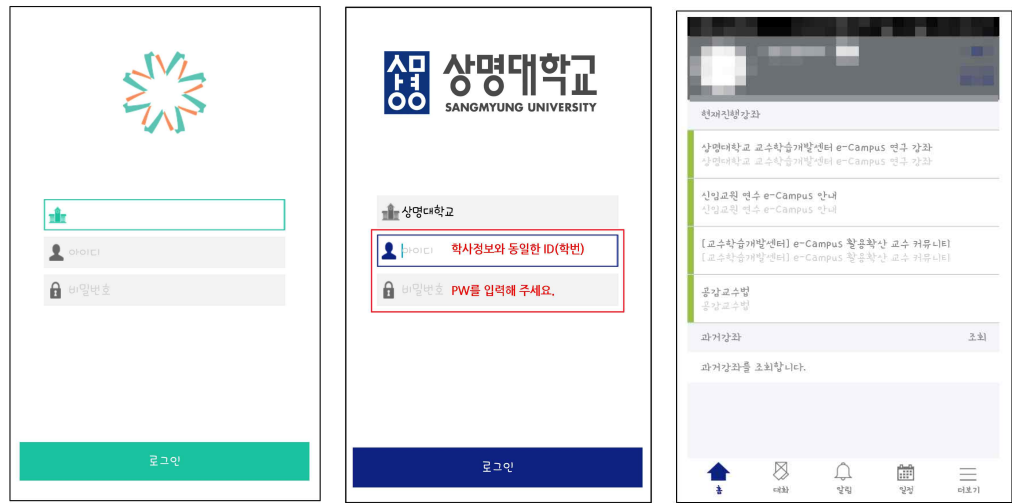 아이디
비밀번호
로그인
상명
상명대학교
SANGMYUNG UNIVERSITY
상명대학교
아이디 학사정보와 동일한 ID(학번)
비밀번호 PW를 입력해 주세요.
로그인
현재진행강좌
상명대학교 교수학습개발센터 e-Campus 연구 강좌
상명대학교 교수학습개발센터 e-Campus 연구 강좌
신임교원 연수 e-Campus 안내
신임교원 연수 e-Campus 안내
[교수학습개발센터] e-Campus 활용확산 교수 커뮤니티
[교수학습개발센터] e-Campus 활용확산 교수 커뮤니티
공감교수법
공감교수법
과거강좌 조회
과거강좌를 조회합니다.
홈 대화 알림 일정 더보기